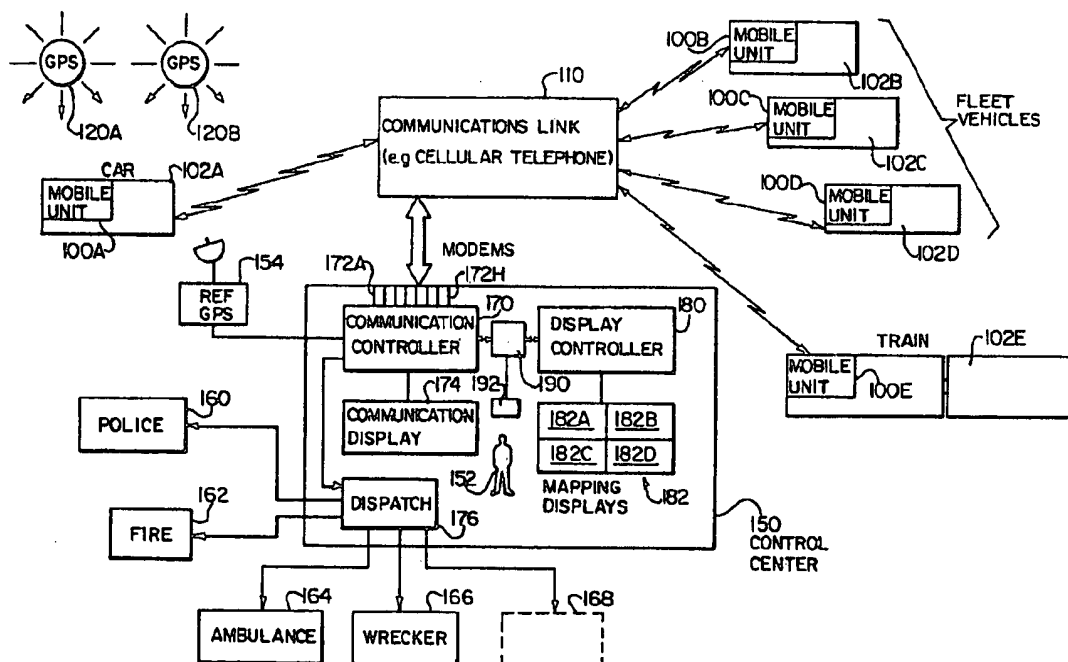 GPS
GPS
120A
120B
110
COMMUNICATIONS LINK
(e.g CELLULAR TELEPHONE)
100B
MOBILE
UNIT
102B
100C
MOBILE
UNIT
102C
100D
MOBILE
UNIT
102D
FLEET
VEHICLES
CAR
102A
MOBILE
UNIT
100A
MODEMS
154
REF
GPS
172A
172H
170
COMMUNICATION
CONTROLLER
180
DISPLAY
CONTROLLER
190
192
174
COMMUNICATION
DISPLAY
152
182A
182B
182C
182D
MAPPING
DISPLAYS
182
TRAIN
102E
MOBILE
UNIT
100E
160
POLICE
162
FIRE
DISPATCH
176
150
CONTROL
CENTER
164
AMBULANCE
166
WRECKER
168